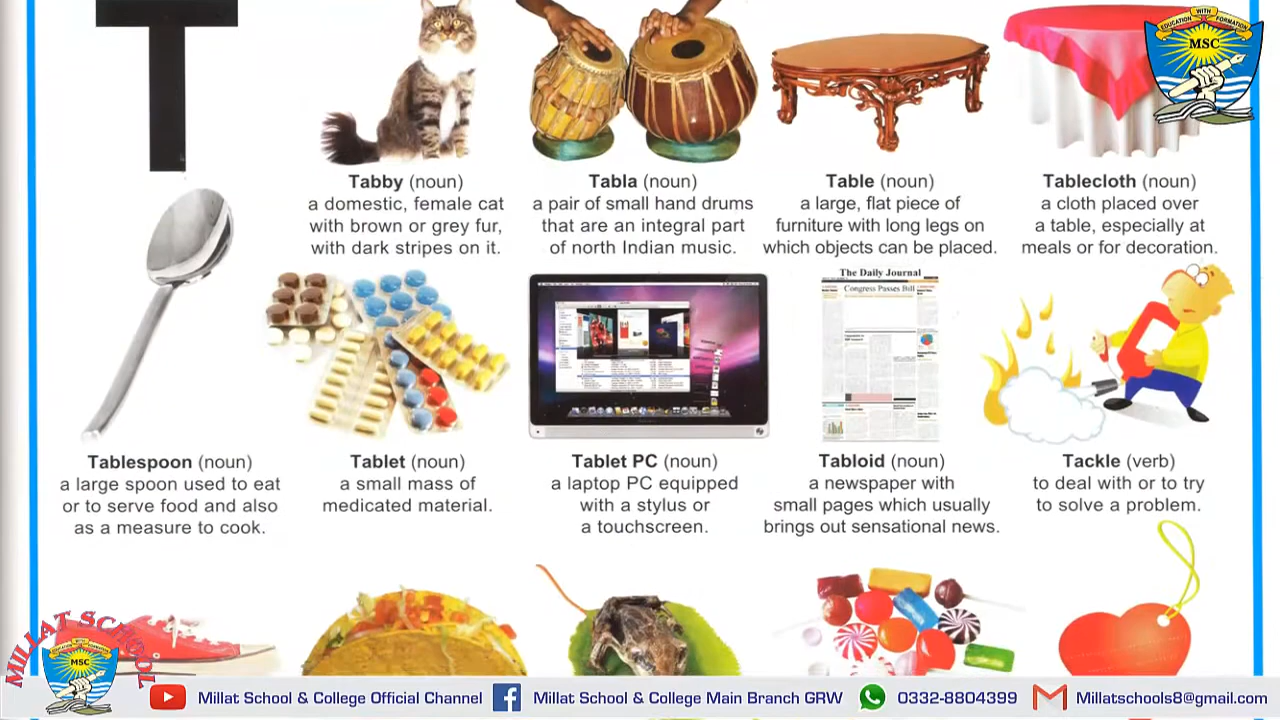 T
EDUCATION WITH FORMATION
MSC
Tabby (noun)
a domestic, female cat
with brown or grey fur,
with dark stripes on it.
Tabla (noun)
a pair of small hand drums
that are an integral part
of north Indian music.
Table (noun)
a large, flat piece of
furniture with long legs on
which objects can be placed.
Tablecloth (noun)
a cloth placed over
a table, especially at
meals or for decoration.
The Daily Journal
Congress Passes Bill
Tablespoon (noun)
a large spoon used to eat
or to serve food and also
as a measure to cook.
Tablet (noun)
a small mass of
medicated material.
Tablet PC (noun)
a laptop PC equipped
with a stylus or
a touchscreen.
Tabloid (noun)
a newspaper with
small pages which usually
brings out sensational news.
Tackle (verb)
to deal with or to try
to solve a problem.
MILLAT SCHOOL
MSC
Millat School & College Official Channel
Millat School & College Main Branch GRW
0332-8804399
Millatschools8@gmail.com